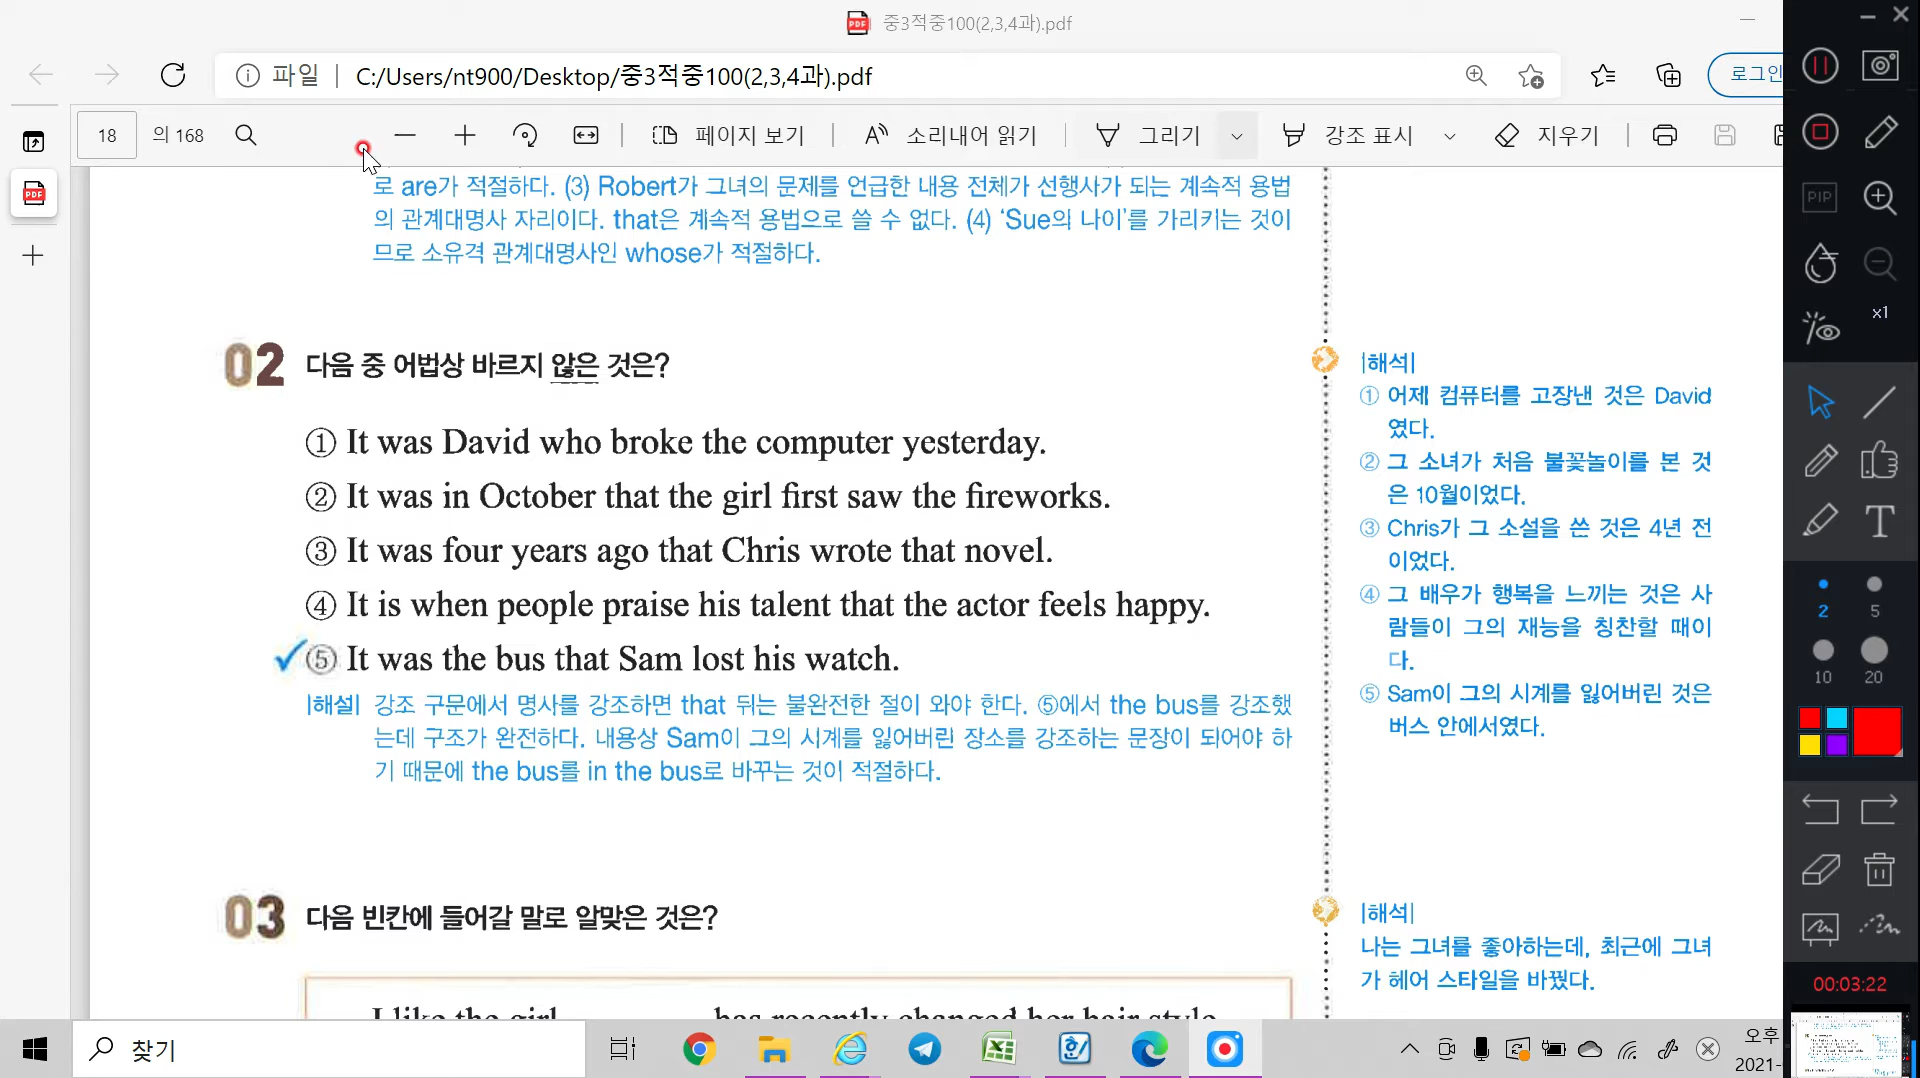 중3적중100(2,3,4과).pdf
파일 C:/Users/nt900/Desktop/중3적중100(2,3,4과).pdf
로그인
18 의 168 페이지 보기 소리내어 읽기 그리기 강조 표시 지우기
로 are가 적절하다. (3) Robert가 그녀의 문제를 언급한 내용 전체가 선행사가 되는 계속적 용법
의 관계대명사 자리이다. that은 계속적 용법으로 쓸 수 없다. (4) ‘Sue의 나이’를 가리키는 것이
므로 소유격 관계대명사인 whose가 적절하다.
02 다음 중 어법상 바르지 않은 것은?
① It was David who broke the computer yesterday.
② It was in October that the girl first saw the fireworks.
③ It was four years ago that Chris wrote that novel.
④ It is when people praise his talent that the actor feels happy.
⑤ It was the bus that Sam lost his watch.
|해설| 강조 구문에서 명사를 강조하면 that 뒤는 불완전한 절이 와야 한다. ⑤에서 the bus를 강조했
는데 구조가 완전하다. 내용상 Sam이 그의 시계를 잃어버린 장소를 강조하는 문장이 되어야 하
기 때문에 the bus를 in the bus로 바꾸는 것이 적절하다.
|해석|
① 어제 컴퓨터를 고장낸 것은 David
였다.
② 그 소녀가 처음 불꽃놀이를 본 것
은 10월이었다.
③ Chris가 그 소설을 쓴 것은 4년 전
이었다.
④ 그 배우가 행복을 느끼는 것은 사
람들이 그의 재능을 칭찬할 때이
다.
⑤ Sam이 그의 시계를 잃어버린 것은
버스 안에서였다.
03 다음 빈칸에 들어갈 말로 알맞은 것은?
I like the girl has recently changed her hair style
|해석|
나는 그녀를 좋아하는데, 최근에 그녀
가 헤어 스타일을 바꿨다.
PIP
x1
T
2 5
10 20
00:03:22
찾기
오후
2021-